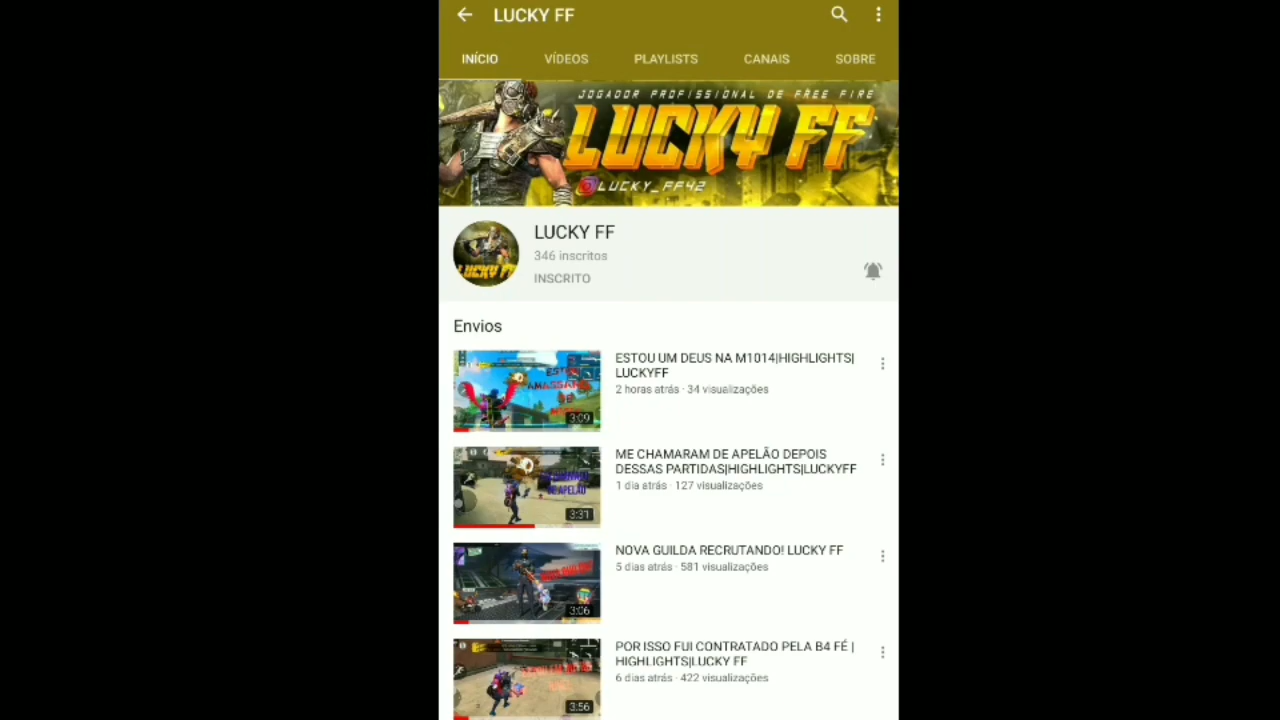 LUCKY FF
INÍCIO VÍDEOS PLAYLISTS CANAIS SOBRE
JOGADOR PROFISSIONAL DE FREE FIRE
LUCKY FF
LUCKY_FF42
LUCKY FF
LUCKY FF
346 inscritos
INSCRITO
Envios
ESTOU UM DEUS NA M1014|HIGHLIGHTS|
LUCKYFF
2 horas atrás · 34 visualizações
3:09
ME CHAMARAM DE APELÃO DEPOIS
DESSAS PARTIDAS|HIGHLIGHTS|LUCKYFF
1 dia atrás · 127 visualizações
DE APELÃO
3:31
NOVA GUILDA RECRUTANDO! LUCKY FF
5 dias atrás · 581 visualizações
3:06
POR ISSO FUI CONTRATADO PELA B4 FÉ |
HIGHLIGHTS|LUCKY FF
6 dias atrás · 422 visualizações
3:56